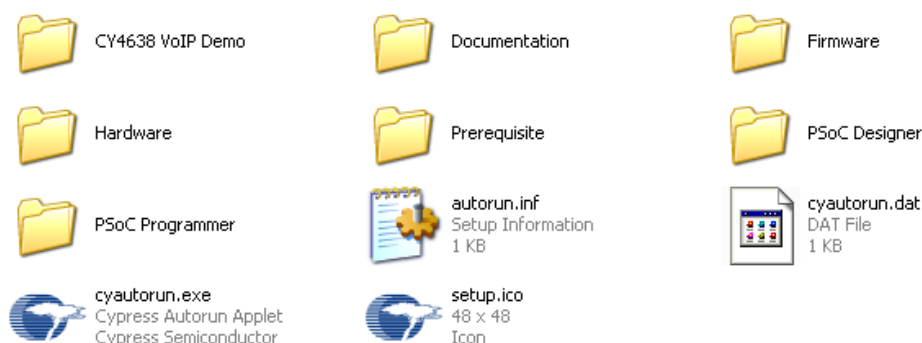 CY4638 VoIP Demo
Documentation
Firmware
Hardware
Prerequisite
PSoC Designer
PSoC Programmer
autorun.inf
Setup Information
1 KB
cyautorun.dat
DAT File
1 KB
cyautorun.exe
Cypress Autorun Applet
Cypress Semiconductor
setup.ico
48 x 48
Icon